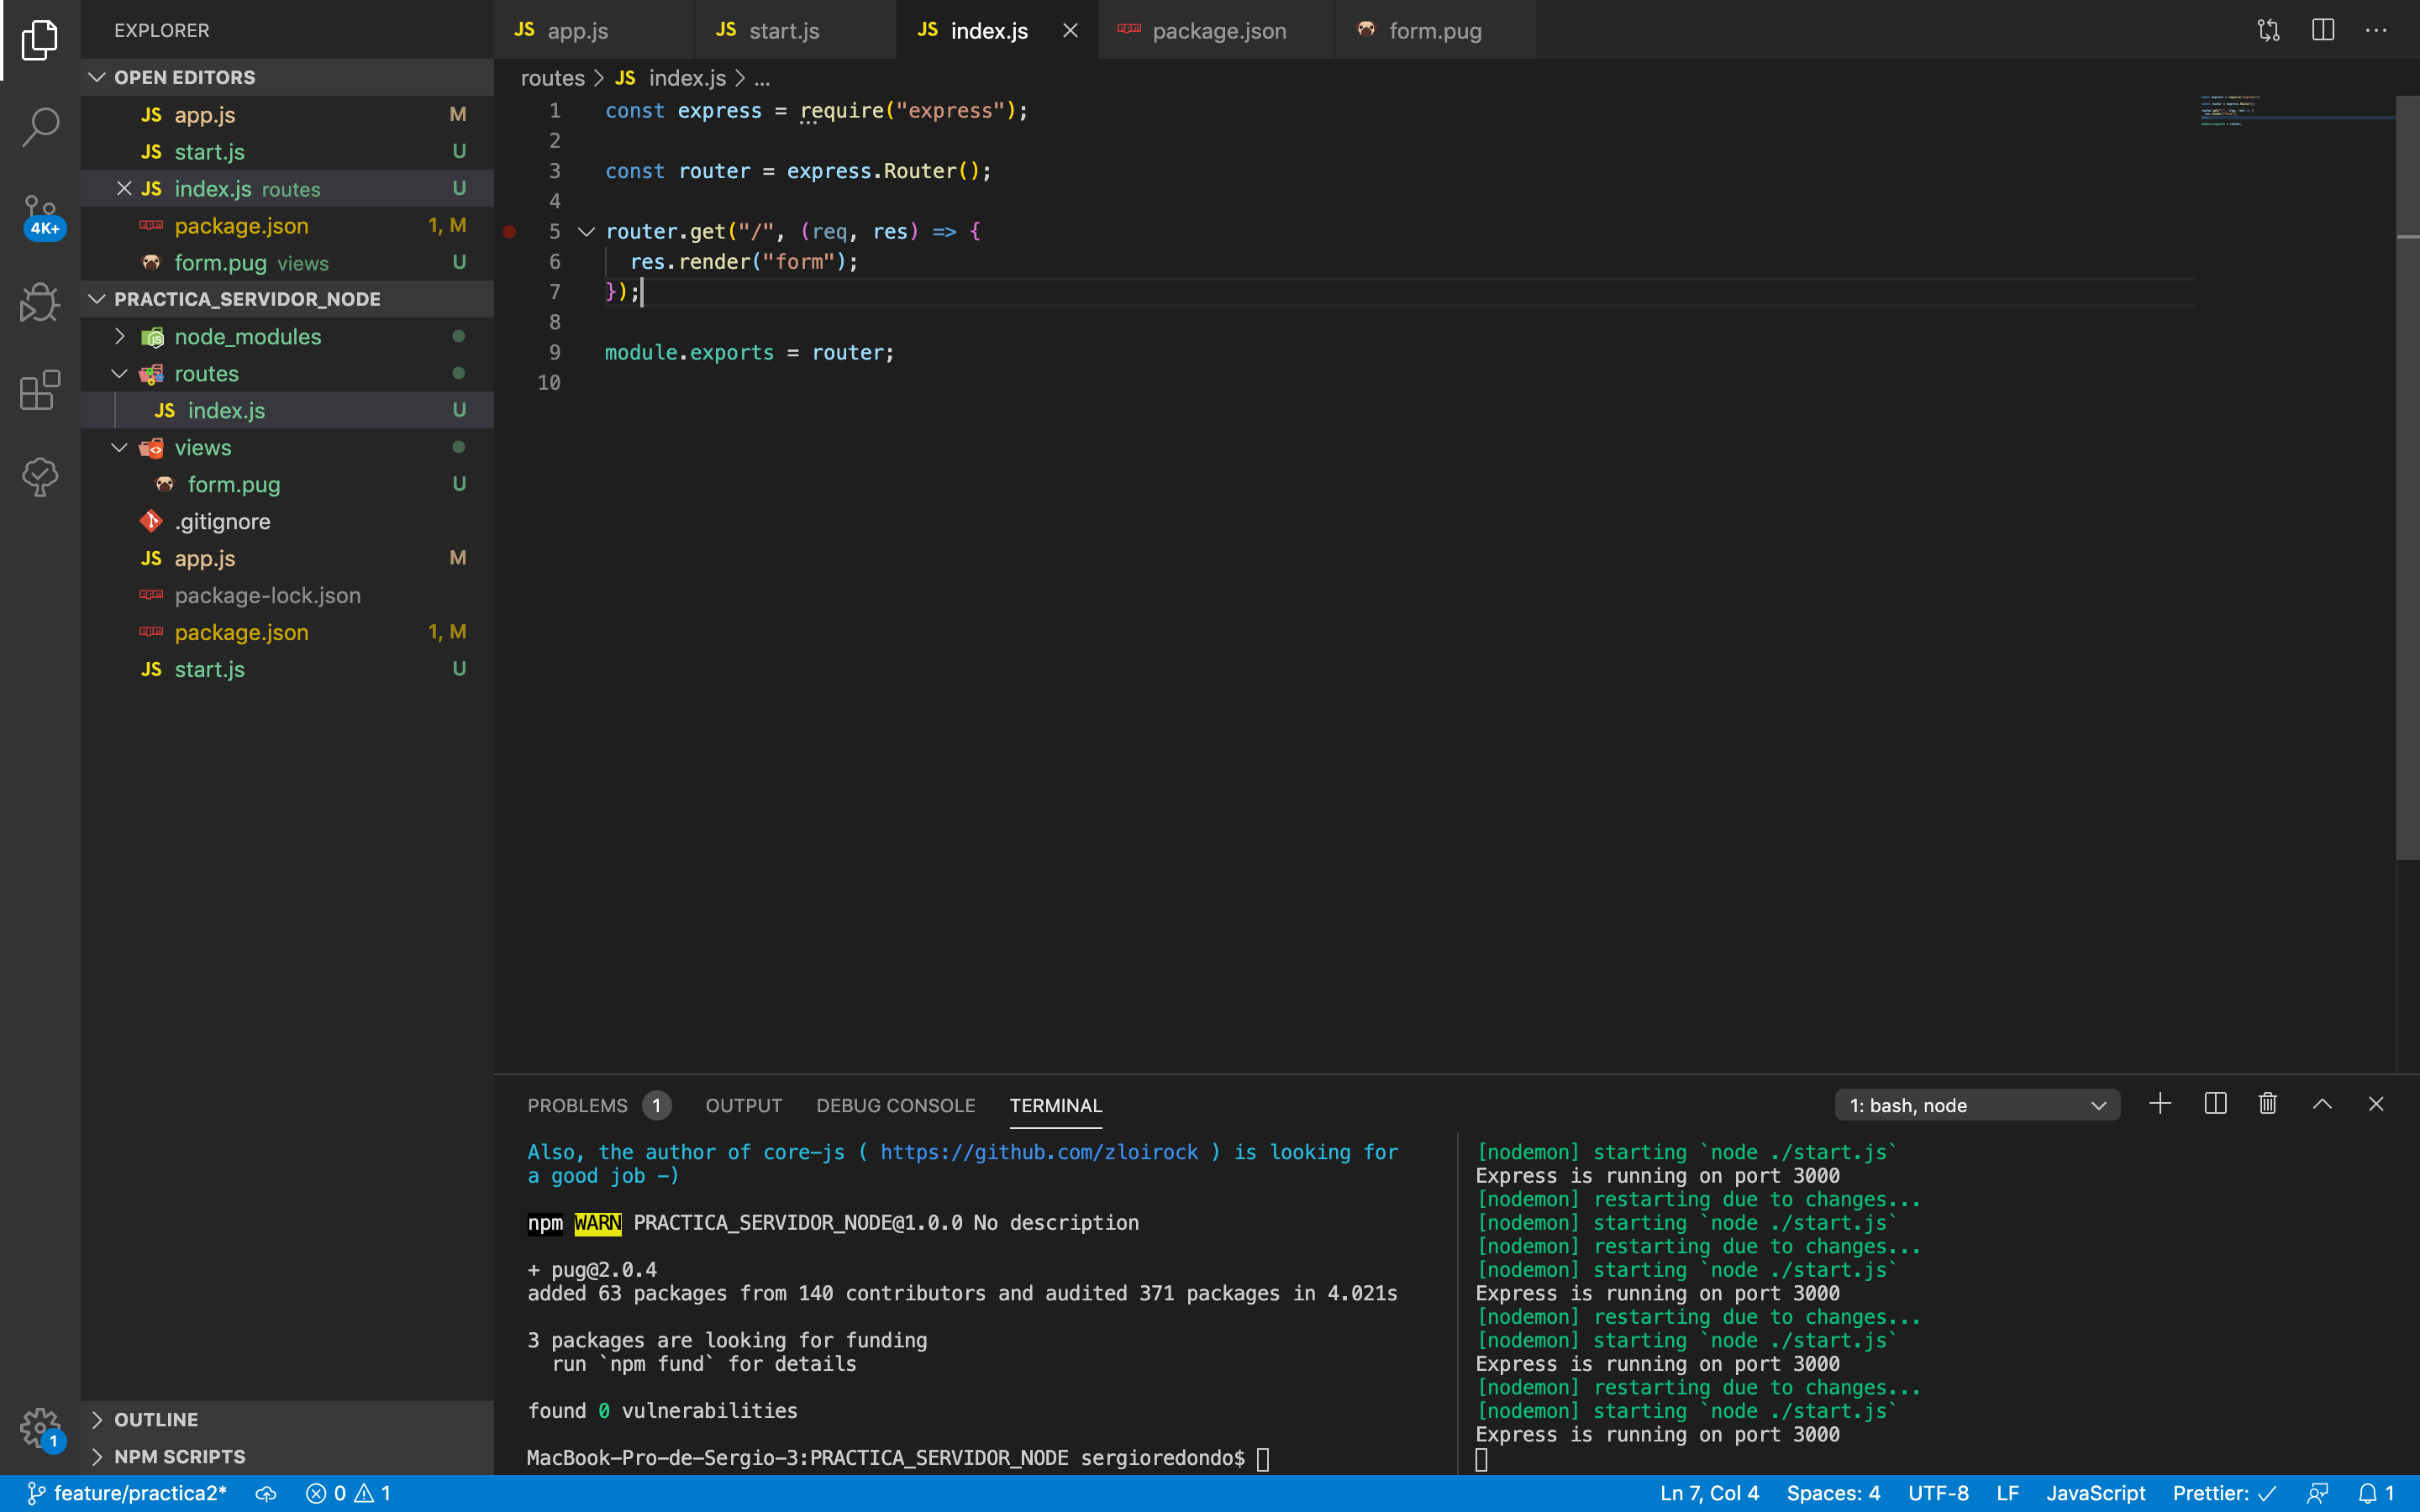 EXPLORER
OPEN EDITORS
JS app.js M
JS start.js U
JS index.js routes U
package.json 1, M
form.pug views U
PRACTICA_SERVIDOR_NODE
node_modules
routes
JS index.js U
views
form.pug U
.gitignore
JS app.js M
package-lock.json
package.json 1, M
JS start.js U
OUTLINE
NPM SCRIPTS
4K+
1
JS app.js JS start.js JS index.js package.json form.pug
routes > JS index.js > ...
1 const express = require("express");
2
3 const router = express.Router();
4
5 router.get("/", (req, res) => {
6 res.render("form");
7 });
8
9 module.exports = router;
10
PROBLEMS 1 OUTPUT DEBUG CONSOLE TERMINAL 1: bash, node
Also, the author of core-js ( https://github.com/zloirock ) is looking for
a good job -)
npm WARN PRACTICA_SERVIDOR_NODE@1.0.0 No description
+ pug@2.0.4
added 63 packages from 140 contributors and audited 371 packages in 4.021s
3 packages are looking for funding
run `npm fund` for details
found 0 vulnerabilities
MacBook-Pro-de-Sergio-3:PRACTICA_SERVIDOR_NODE sergioredondo$
[nodemon] starting `node ./start.js`
Express is running on port 3000
[nodemon] restarting due to changes...
[nodemon] starting `node ./start.js`
[nodemon] restarting due to changes...
[nodemon] starting `node ./start.js`
Express is running on port 3000
[nodemon] restarting due to changes...
[nodemon] starting `node ./start.js`
Express is running on port 3000
[nodemon] restarting due to changes...
[nodemon] starting `node ./start.js`
Express is running on port 3000
feature/practica2* 0 1 Ln 7, Col 4 Spaces: 4 UTF-8 LF JavaScript Prettier: ✓ 1